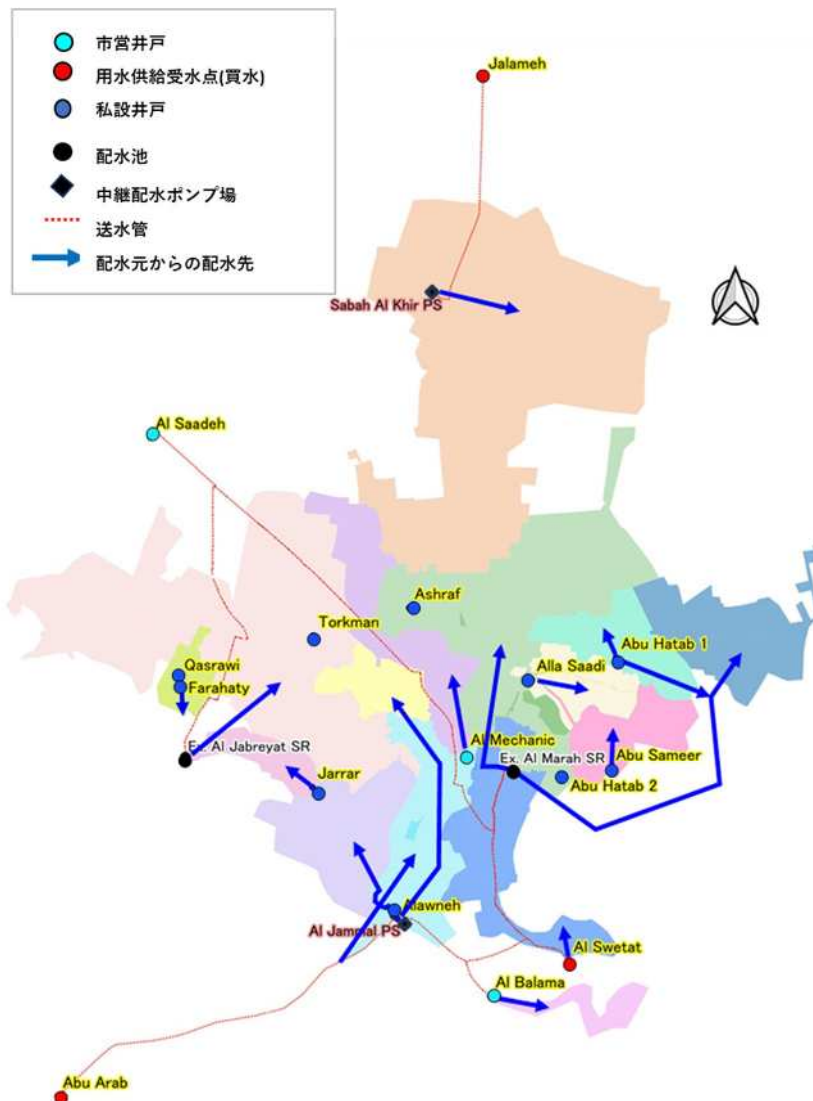 市営井戸
用水供給受水点(買水)
私設井戸
配水池
中継配水ポンプ場
送水管
配水元からの配水先
Jalameh
Sabah Al Khir PS
Al Saadeh
Ashraf
Torkman
Abu Hatab 1
Qasrawi
Alla Saadi
Farahaty
Al Mechanic
Ex. Al Jabreyat SR
Ex. Al Marah SR
Abu Sameer
Abu Hatab 2
Jarrar
Alawneh
Al Jammal PS
Al Swetat
Al Balama
Abu Arab